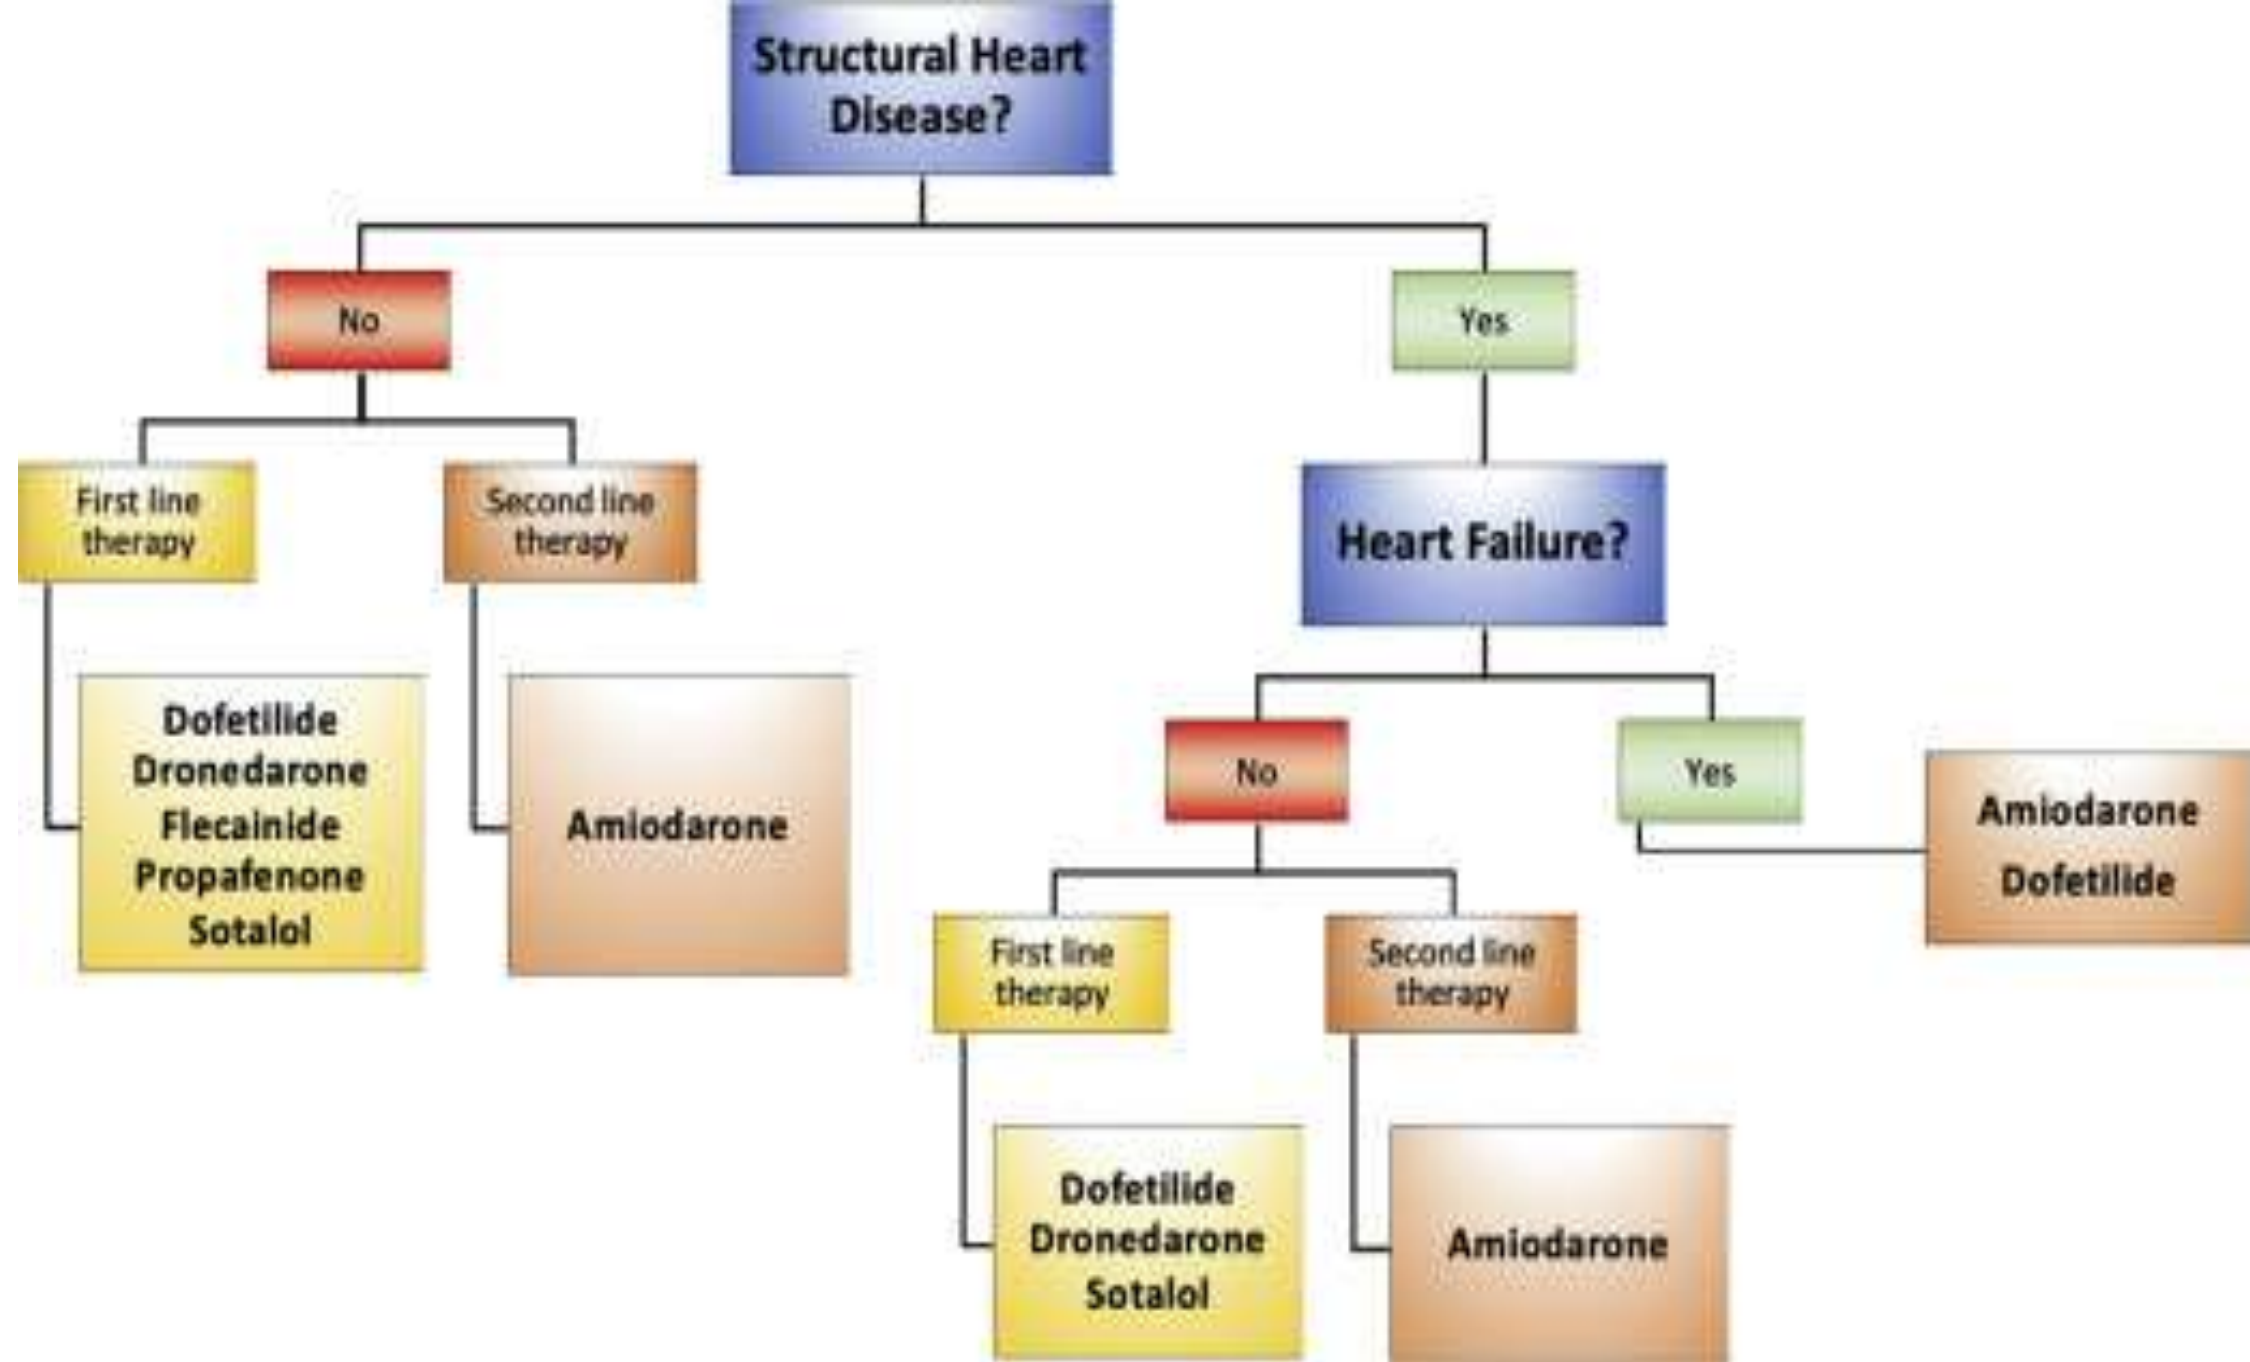 Structural Heart
Disease?
No
Yes
First line
therapy
Second line
therapy
Heart Failure?
Dofetilide
Dronedarone
Flecainide
Propafenone
Sotalol
Amiodarone
No
Yes
Amiodarone
Dofetilide
First line
therapy
Second line
therapy
Dofetilide
Dronedarone
Sotalol
Amiodarone